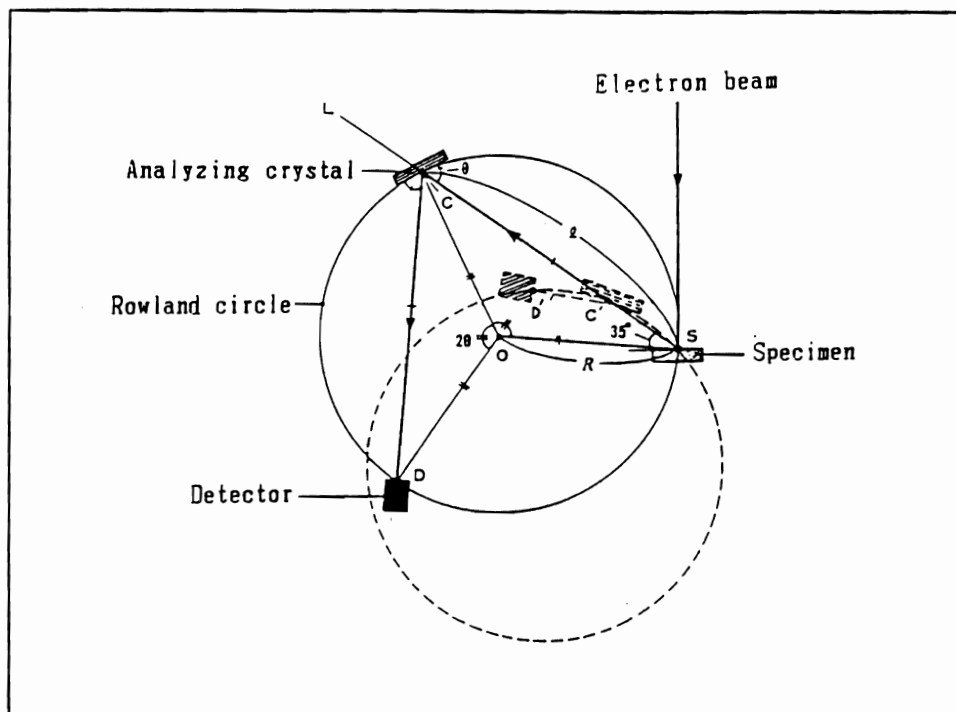 Electron beam
L
Analyzing crystal
θ
C
ℓ
Rowland circle
D'
C'
35°
S
2θ
O
R
Specimen
D
Detector